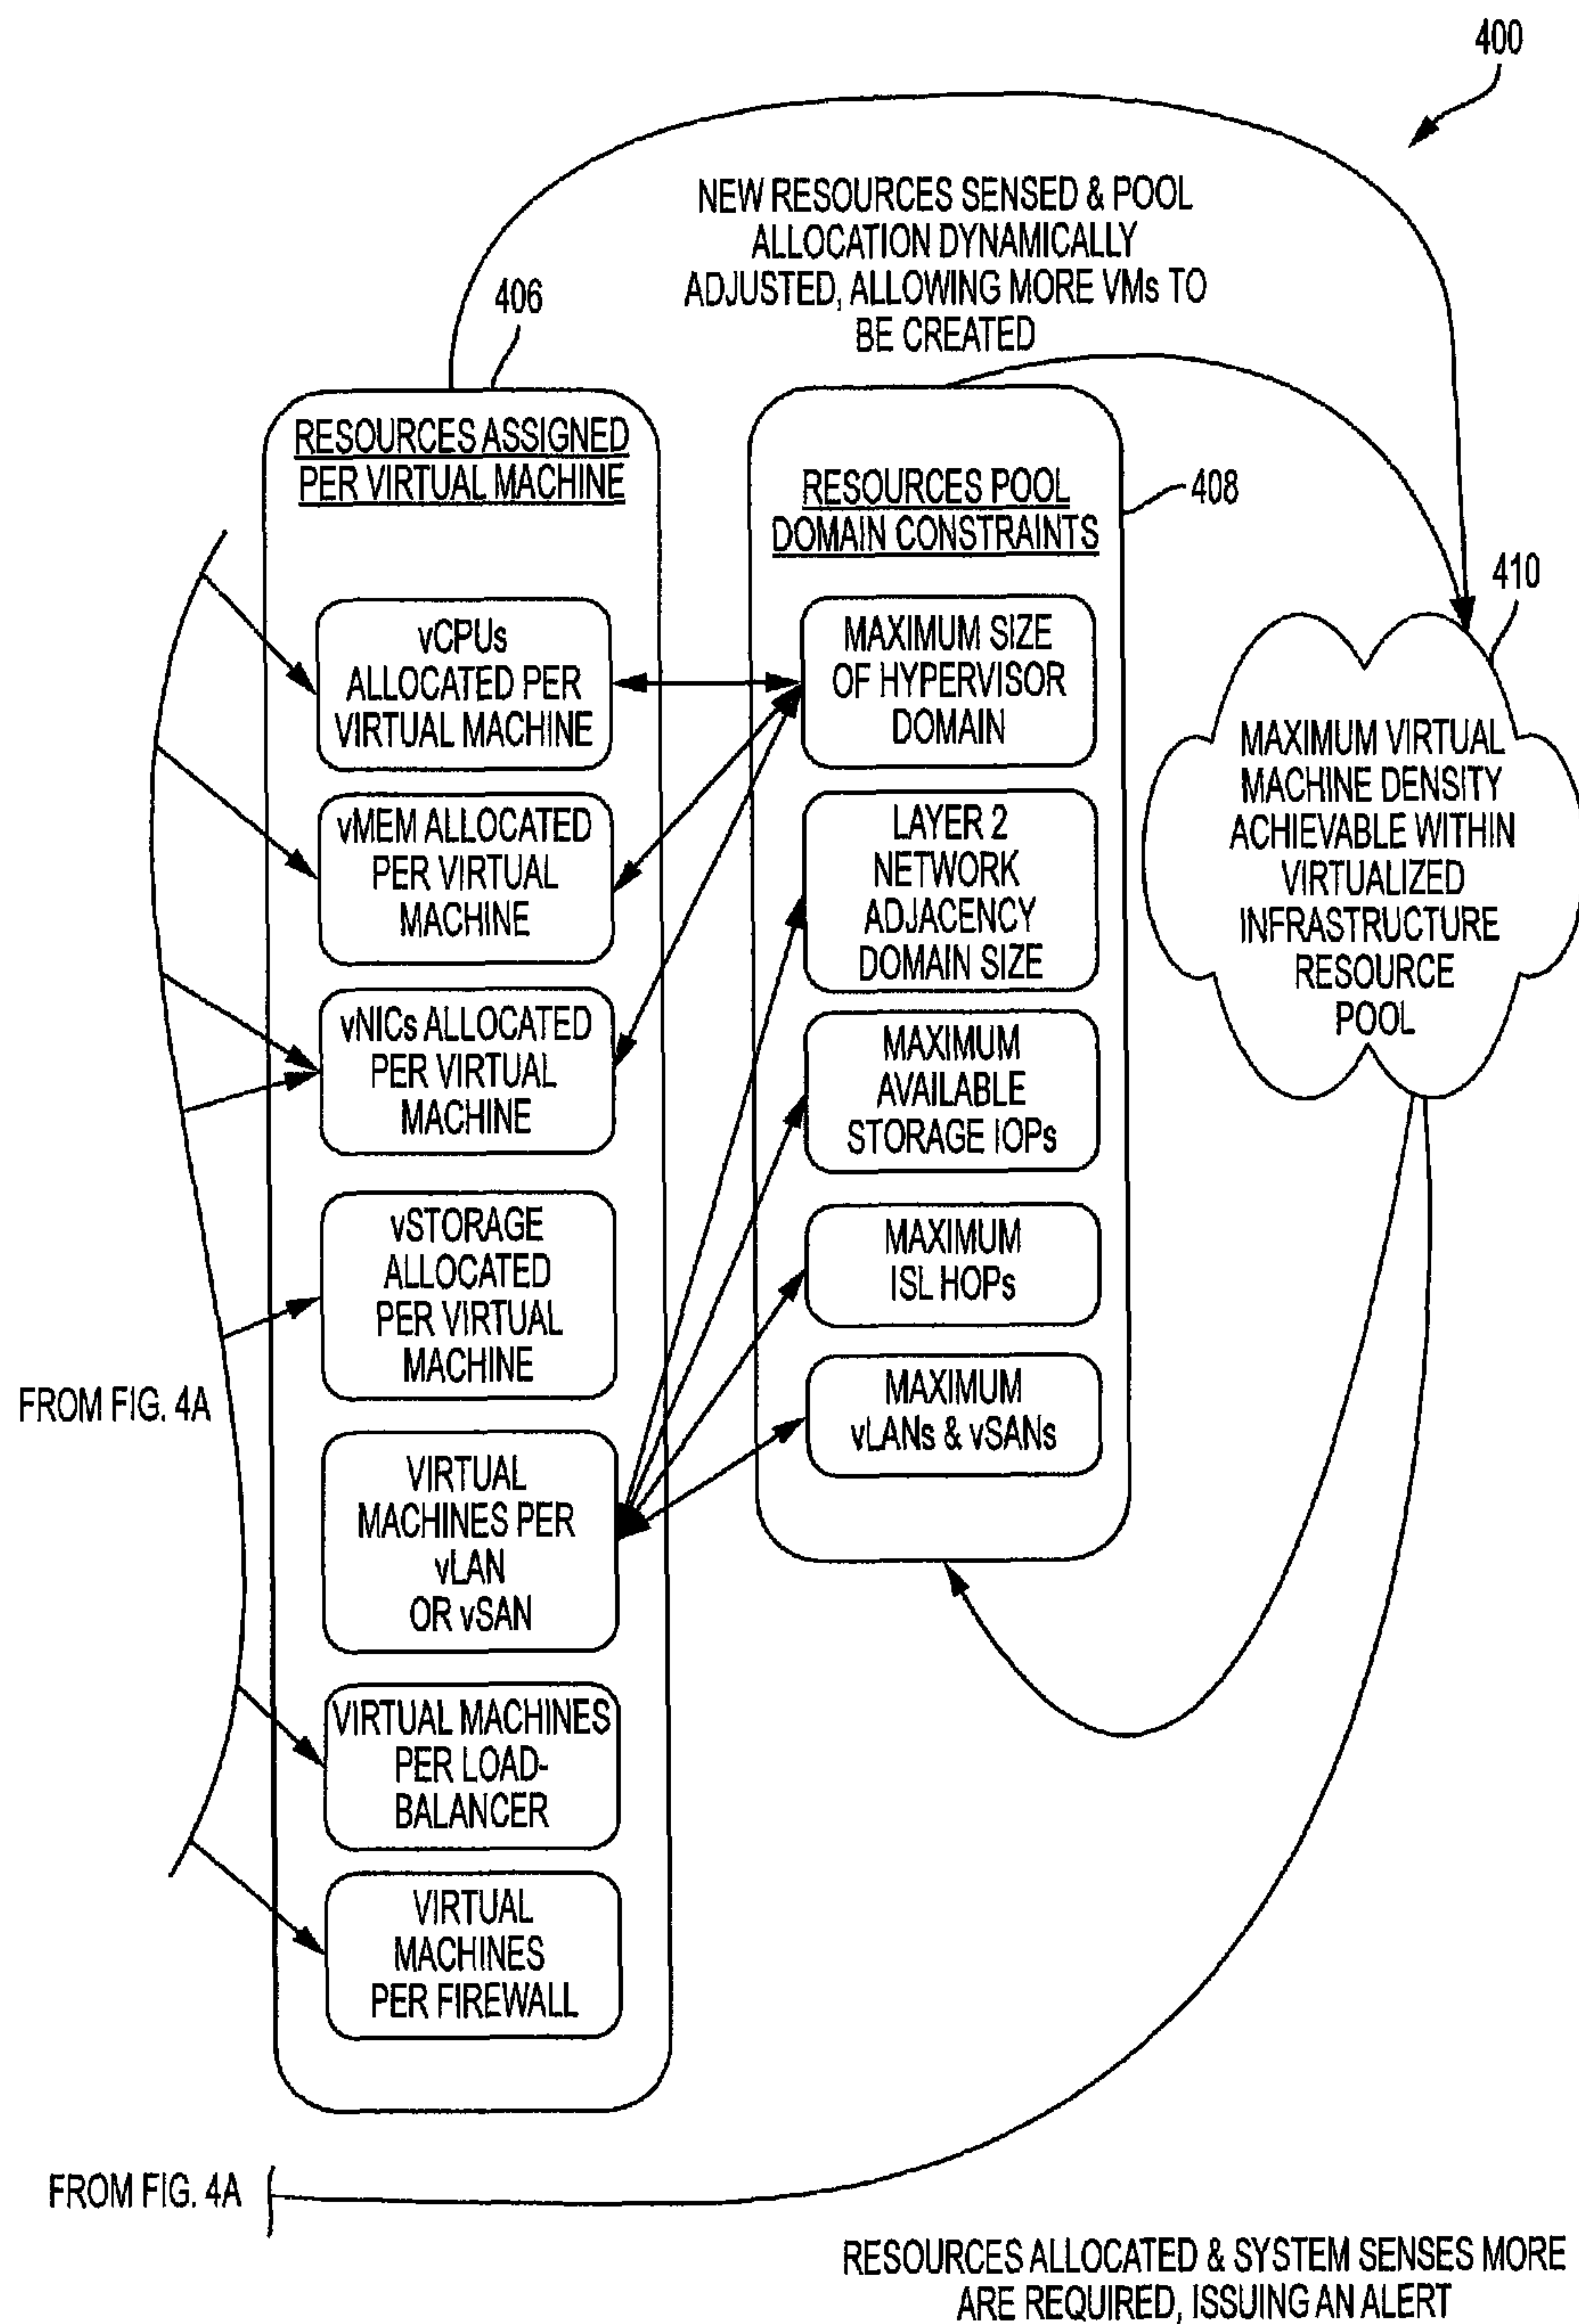 400
NEW RESOURCES SENSED & POOL
ALLOCATION DYNAMICALLY
ADJUSTED, ALLOWING MORE VMs TO
BE CREATED
406
RESOURCES ASSIGNED
PER VIRTUAL MACHINE
vCPUs
ALLOCATED PER
VIRTUAL MACHINE
vMEM ALLOCATED
PER VIRTUAL
MACHINE
vNICs ALLOCATED
PER VIRTUAL
MACHINE
vSTORAGE
ALLOCATED
PER VIRTUAL
MACHINE
VIRTUAL
MACHINES PER
vLAN
OR vSAN
VIRTUAL MACHINES
PER LOAD-
BALANCER
VIRTUAL
MACHINES
PER FIREWALL
408
RESOURCES POOL
DOMAIN CONSTRAINTS
MAXIMUM SIZE
OF HYPERVISOR
DOMAIN
LAYER 2
NETWORK
ADJACENCY
DOMAIN SIZE
MAXIMUM
AVAILABLE
STORAGE IOPs
MAXIMUM
ISL HOPs
MAXIMUM
vLANs & vSANs
410
MAXIMUM VIRTUAL
MACHINE DENSITY
ACHIEVABLE WITHIN
VIRTUALIZED
INFRASTRUCTURE
RESOURCE
POOL
FROM FIG. 4A
FROM FIG. 4A
RESOURCES ALLOCATED & SYSTEM SENSES MORE
ARE REQUIRED, ISSUING AN ALERT